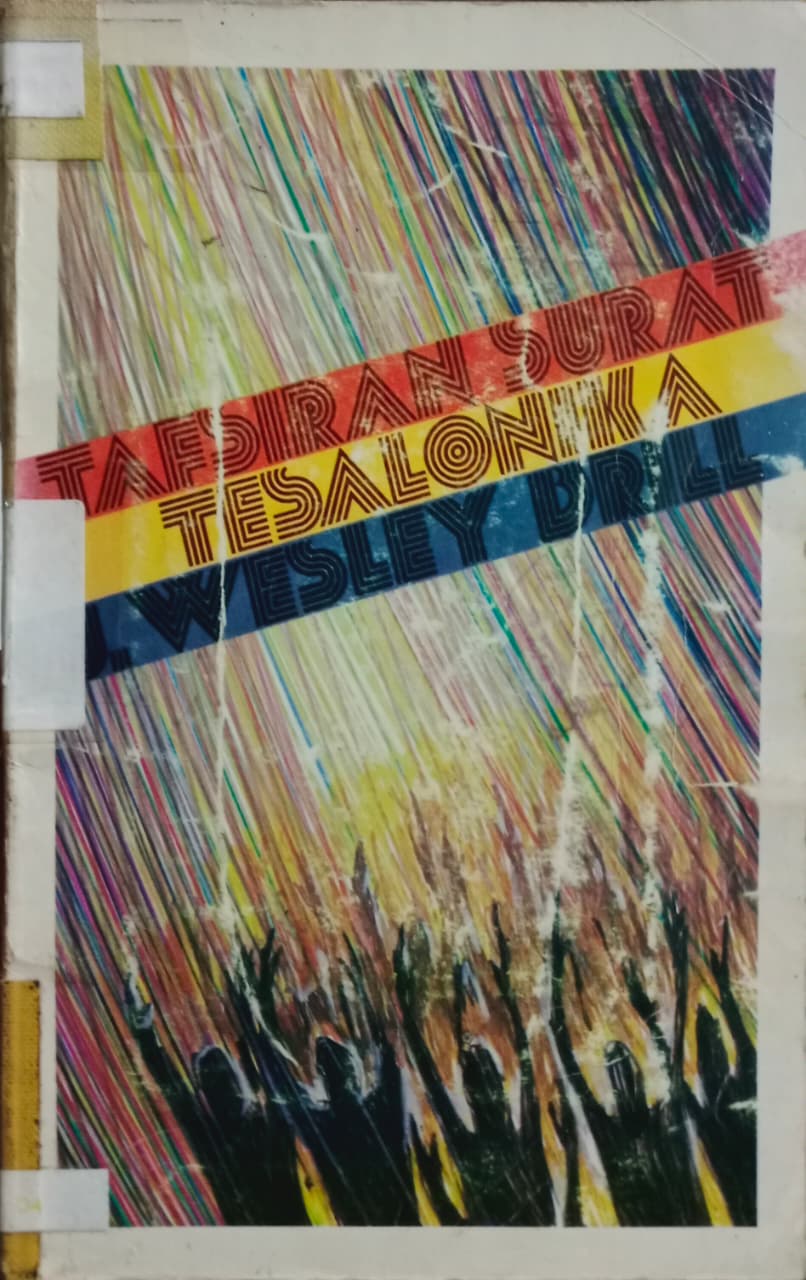 TAFSIRAN SURAT
TESALONIKA
J. WESLEY BRILL